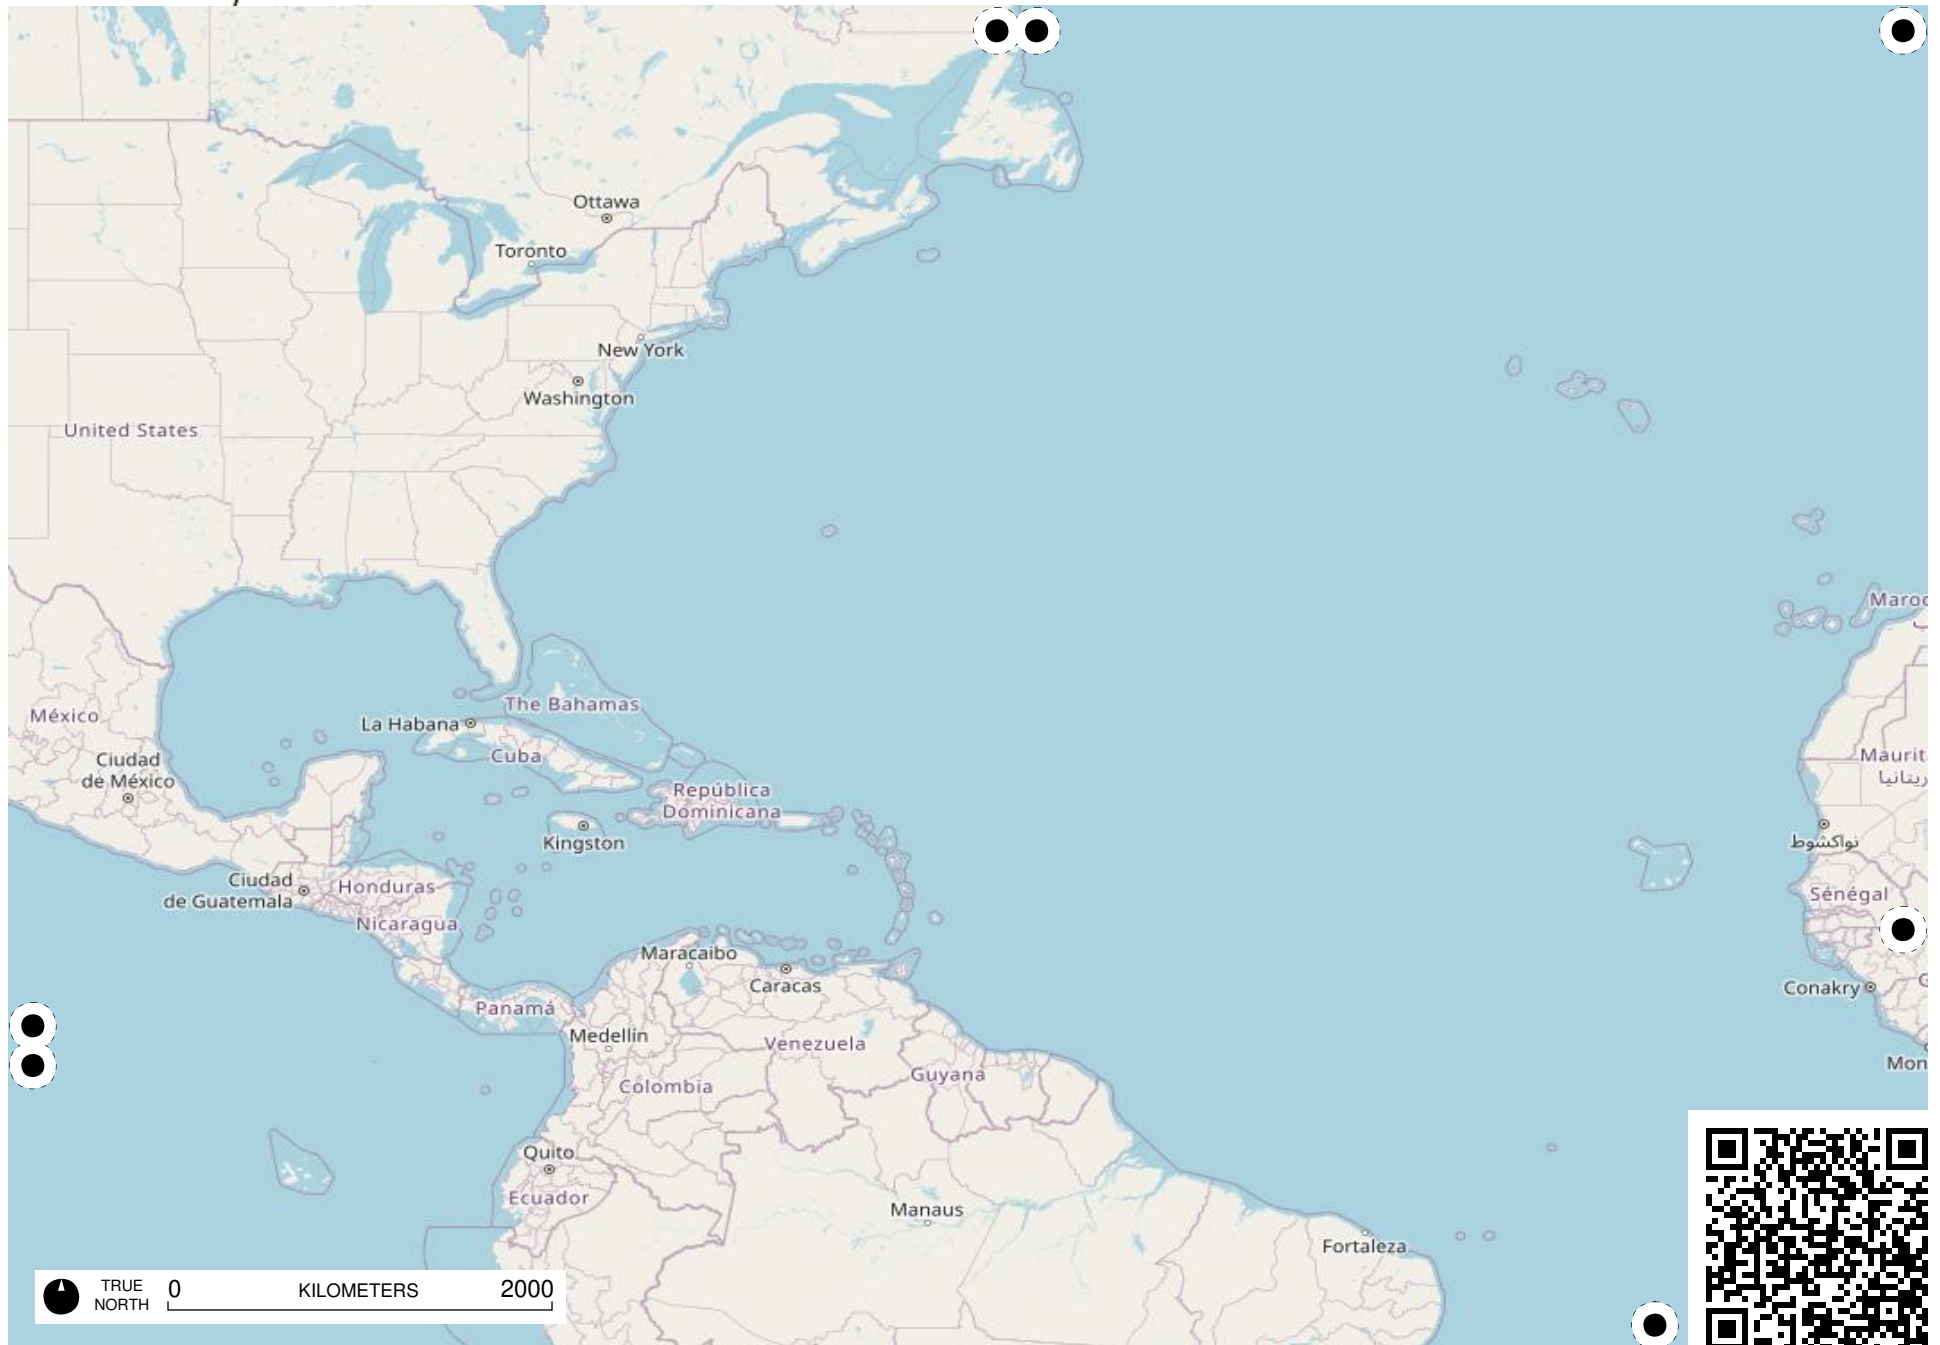 Ottawa
Toronto
New York
Washington
United States
Maroc
The Bahamas
México
La Habana
Cuba
Ciudad
de México
Maurit
ريتانيا
República
Dominicana
Kingston
نواكشوط
Ciudad
de Guatemala
Honduras
Sénégal
Nicaragua
Maracaibo
Caracas
Conakry
G
Panamá
Medellín
Venezuela
Mon
Colombia
Guyana
Quito
Ecuador
Manaus
Fortaleza
TRUE
NORTH
0 KILOMETERS 2000